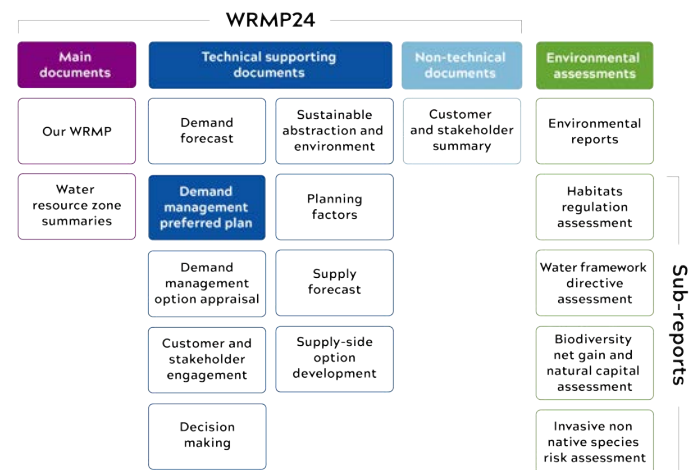 WRMP24
Main
documents
Technical supporting
documents
Non-technical
documents
Environmental
assessments
Our WRMP
Demand
forecast
Sustainable
abstraction and
environment
Customer
and stakeholder
summary
Environmental
reports
Water
resource zone
summaries
Demand
management
preferred plan
Planning
factors
Habitats
regulation
assessment
Demand
management
option appraisal
Supply
forecast
Water framework
directive
assessment
Customer and
stakeholder
engagement
Supply-side
option
development
Biodiversity
net gain and
natural capital
assessment
Decision
making
Invasive non
native species
risk assessment
Sub-reports